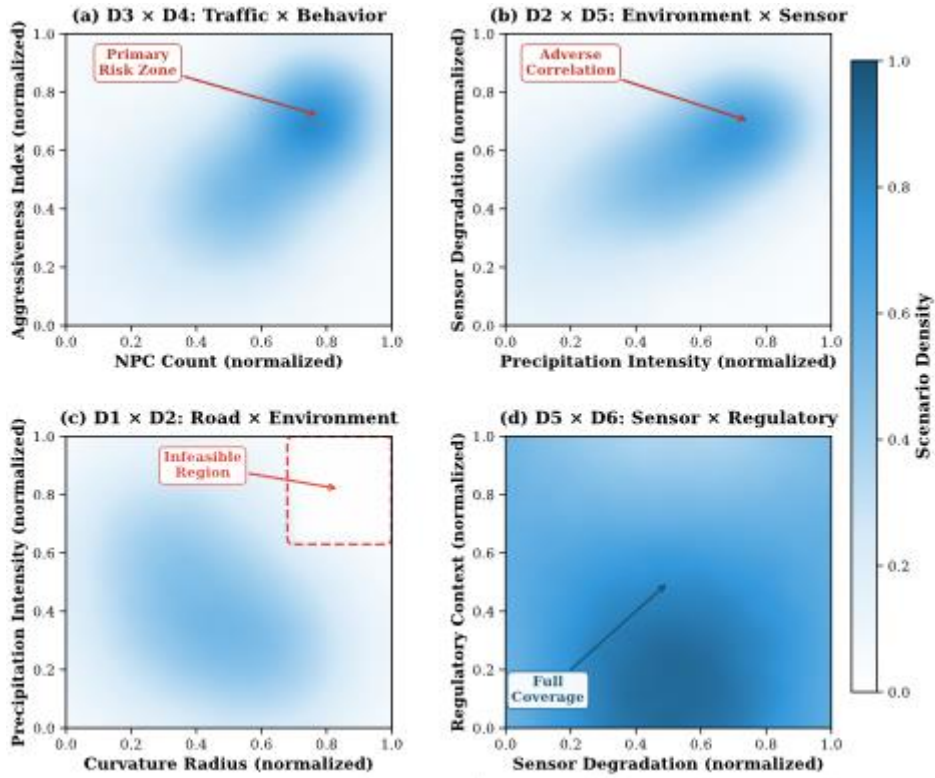 (a) D3 × D4: Traffic × Behavior
Aggressiveness Index (normalized)
1.0
0.8
0.6
0.4
0.2
0.0
Primary
Risk Zone
0.0 0.2 0.4 0.6 0.8 1.0
NPC Count (normalized)
(b) D2 × D5: Environment × Sensor
Sensor Degradation (normalized)
1.0
0.8
0.6
0.4
0.2
0.0
Adverse
Correlation
0.0 0.2 0.4 0.6 0.8 1.0
Precipitation Intensity (normalized)
(c) D1 × D2: Road × Environment
Precipitation Intensity (normalized)
1.0
0.8
0.6
0.4
0.2
0.0
Infeasible
Region
0.0 0.2 0.4 0.6 0.8 1.0
Curvature Radius (normalized)
(d) D5 × D6: Sensor × Regulatory
Regulatory Context (normalized)
1.0
0.8
0.6
0.4
0.2
0.0
Full
Coverage
0.0 0.2 0.4 0.6 0.8 1.0
Sensor Degradation (normalized)
1.0
0.8
0.6
0.4
0.2
0.0
Scenario Density